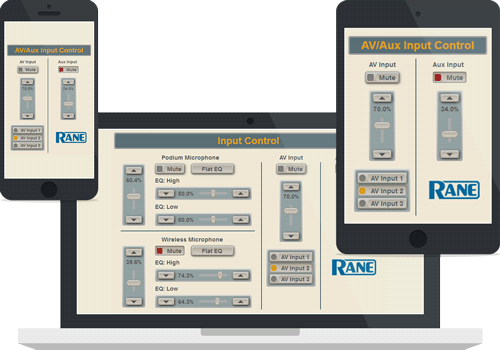 AV/Aux Input Control
AV Input
Aux Input
Mute
Mute
70.0%
34.0%
AV Input 1
AV Input 2
AV Input 3
RANE
Input Control
Podium Microphone
60.4%
Mute
Flat EQ
EQ: High
50.0%
EQ: Low
50.0%
Wireless Microphone
39.6%
Mute
Flat EQ
EQ: High
74.3%
EQ: Low
64.3%
AV Input
Mute
70.0%
AV Input 1
AV Input 2
AV Input 3
RANE
AV/Aux Input Control
AV Input
Aux Input
Mute
Mute
70.0%
34.0%
AV Input 1
AV Input 2
AV Input 3
RANE